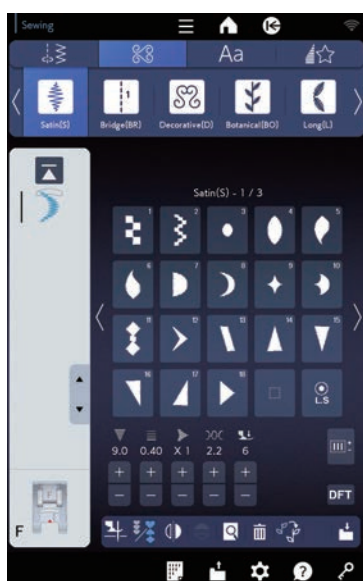 Sewing
Aa
1
Satin(S) Bridge(BR) Decorative(D) Botanical(BO) Long(L)
Satin(S) - 1 / 3
1 2 3 4 5
6 7 8 9 10
11 12 13 14 15
16 17 18
L.S
9.0 0.40 X 1 2.2 6
+ + + + +
− − − − −
DFT
F
?